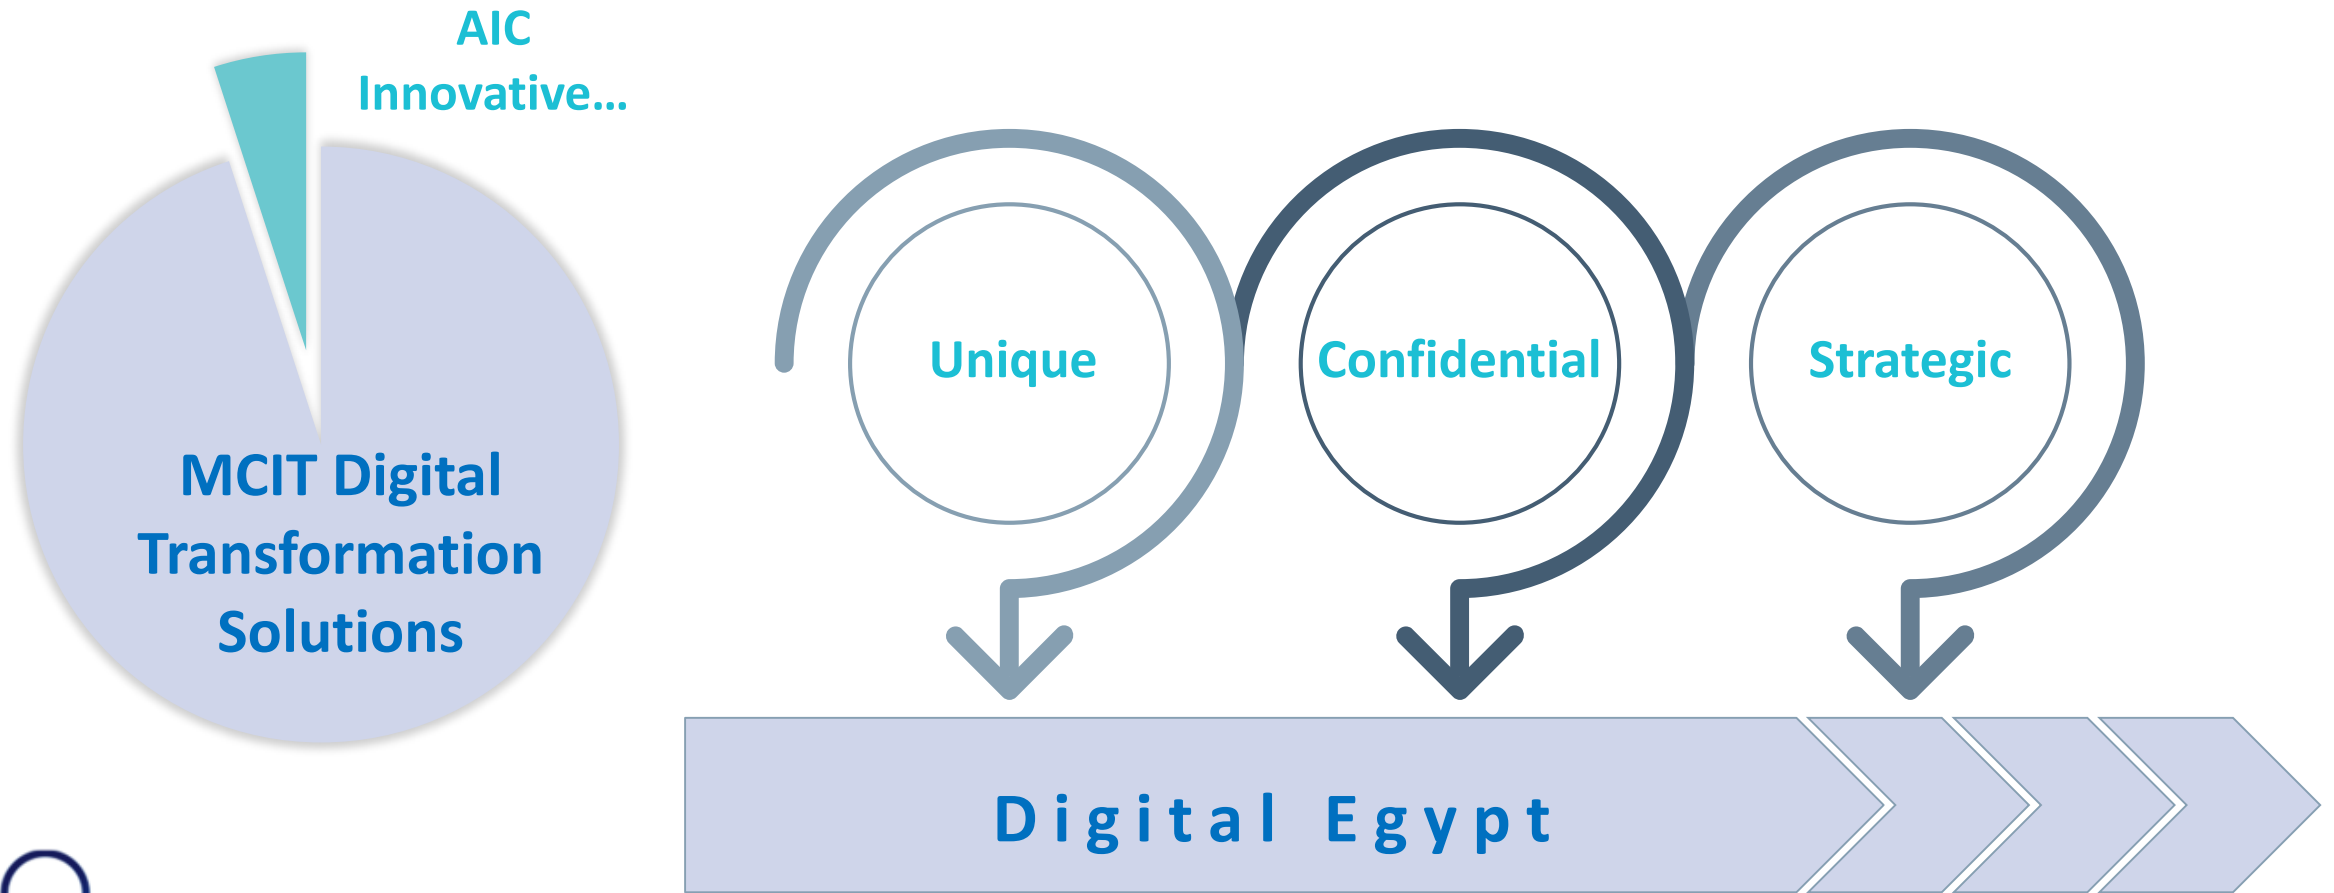 AIC
Innovative…
MCIT Digital
Transformation
Solutions
Unique
Confidential
Strategic
Digital Egypt